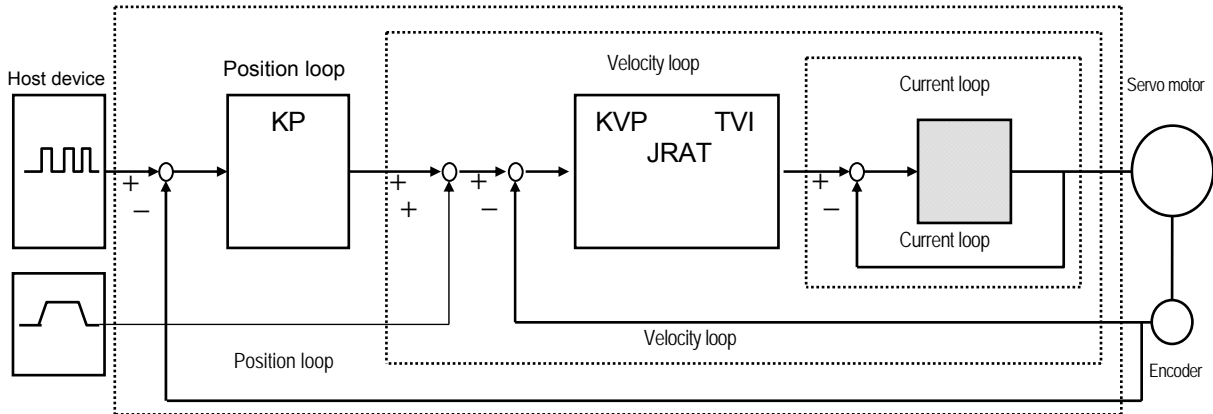 Host device
Position loop
KP
Velocity loop
KVP TVI
JRAT
Current loop
Servo motor
+
−
+
+
+
−
+
−
Current loop
Velocity loop
Position loop
Encoder